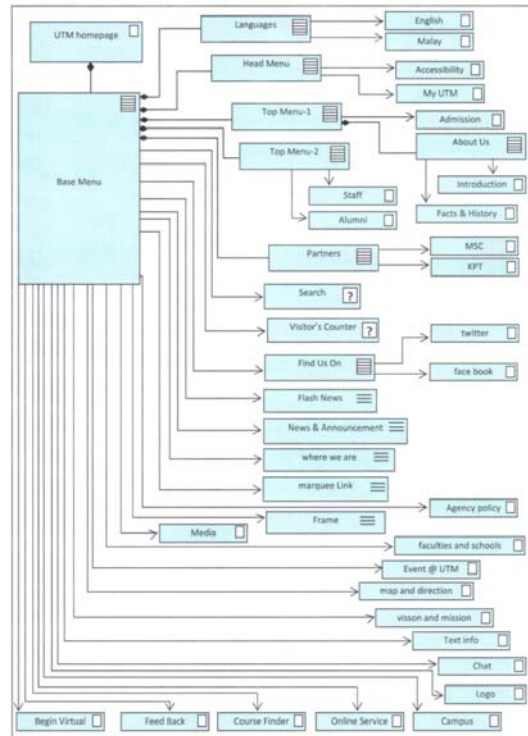 UTM homepage
Languages
English
Malay
Head Menu
Accessibility
My UTM
Base Menu
Top Menu-1
Admission
About Us
Top Menu-2
Introduction
Staff
Facts & History
Alumni
Partners
MSC
KPT
Search
?
Visitor's Counter
?
twitter
Find Us On
face book
Flash News
News & Announcement
where we are
marquee Link
Agency policy
Frame
Media
faculties and schools
Event @ UTM
map and direction
visson and mission
Text info
Chat
Logo
Begin Virtual
Feed Back
Course Finder
Online Service
Campus